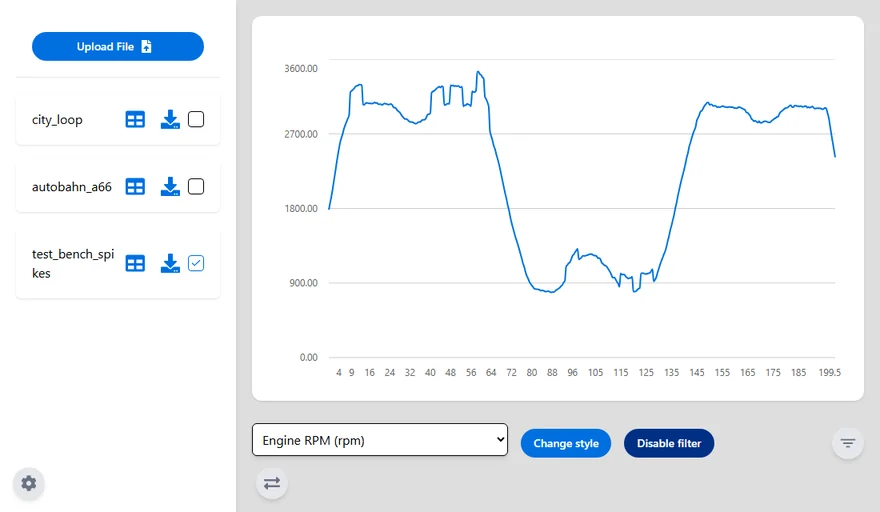 Upload File
city_loop
autobahn_a66
test_bench_spi
kes
3600.00
2700.00
1800.00
900.00
0.00
4 9 16 24 32 40 48 56 64 72 80 88 96 105 115 125 135 145 155 165 175 185 199.5
Engine RPM (rpm)
Change style
Disable filter